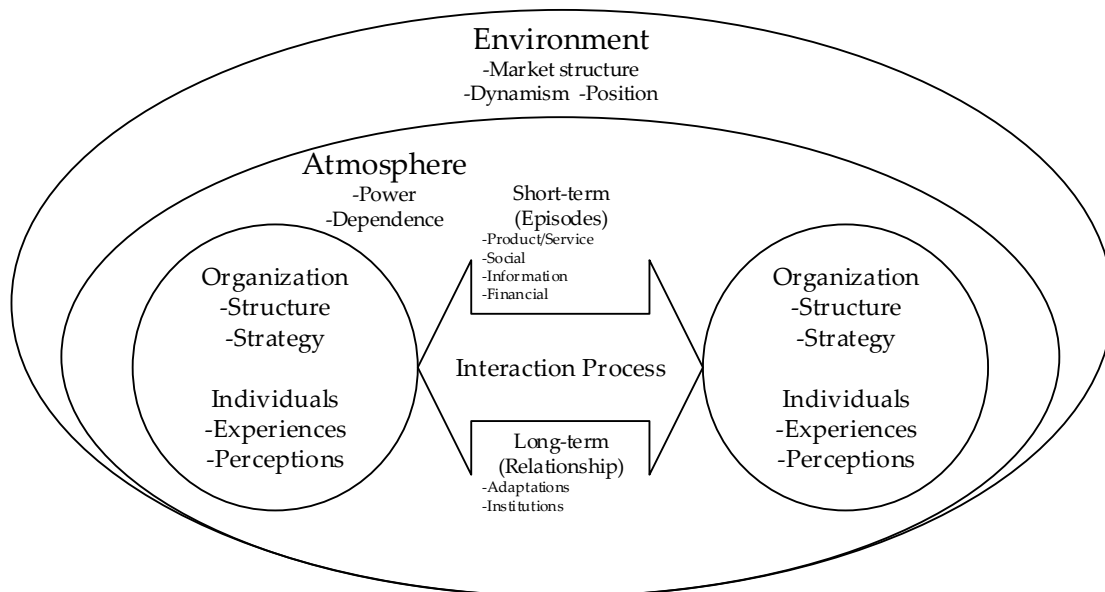 Environment
-Market structure
-Dynamism -Position
Atmosphere
-Power
-Dependence
Short-term
(Episodes)
-Product/Service
-Social
-Information
-Financial
Organization
-Structure
-Strategy
Individuals
-Experiences
-Perceptions
Interaction Process
Long-term
(Relationship)
-Adaptations
-Institutions
Organization
-Structure
-Strategy
Individuals
-Experiences
-Perceptions